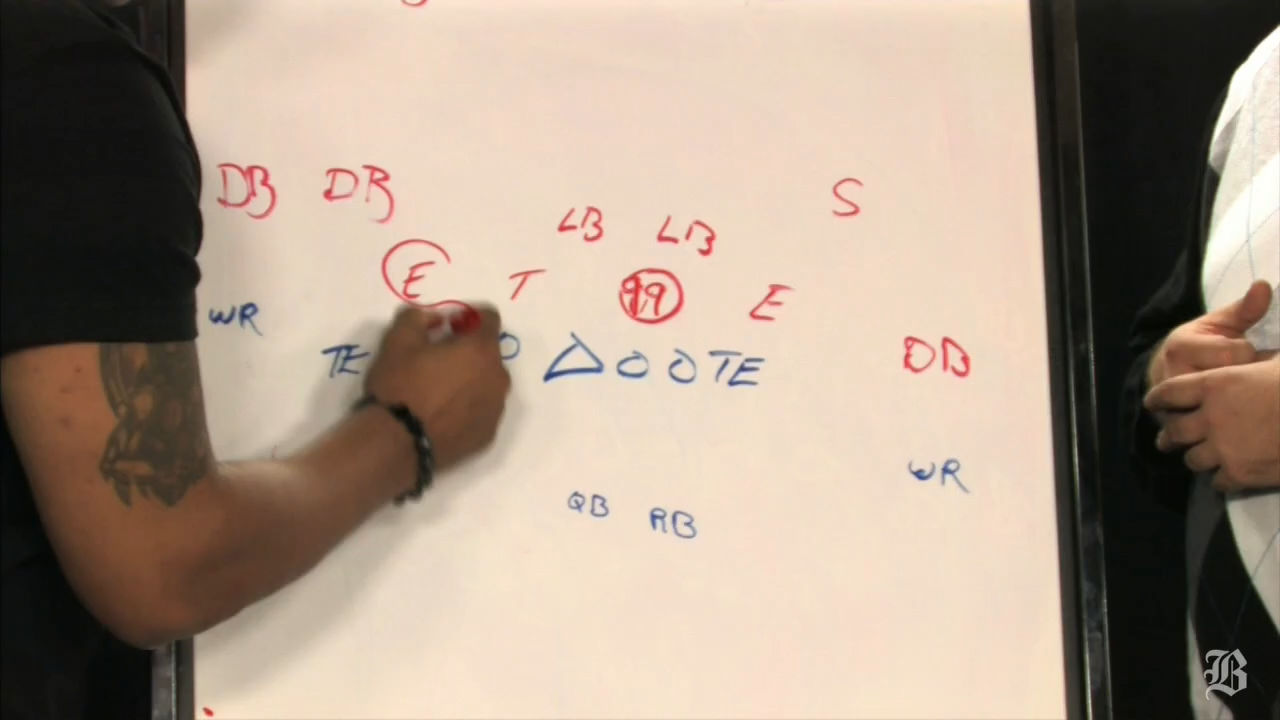 DB DB S
LB LB
E T 99 E
WR TE O O O TE DB
WR
QB RB
B